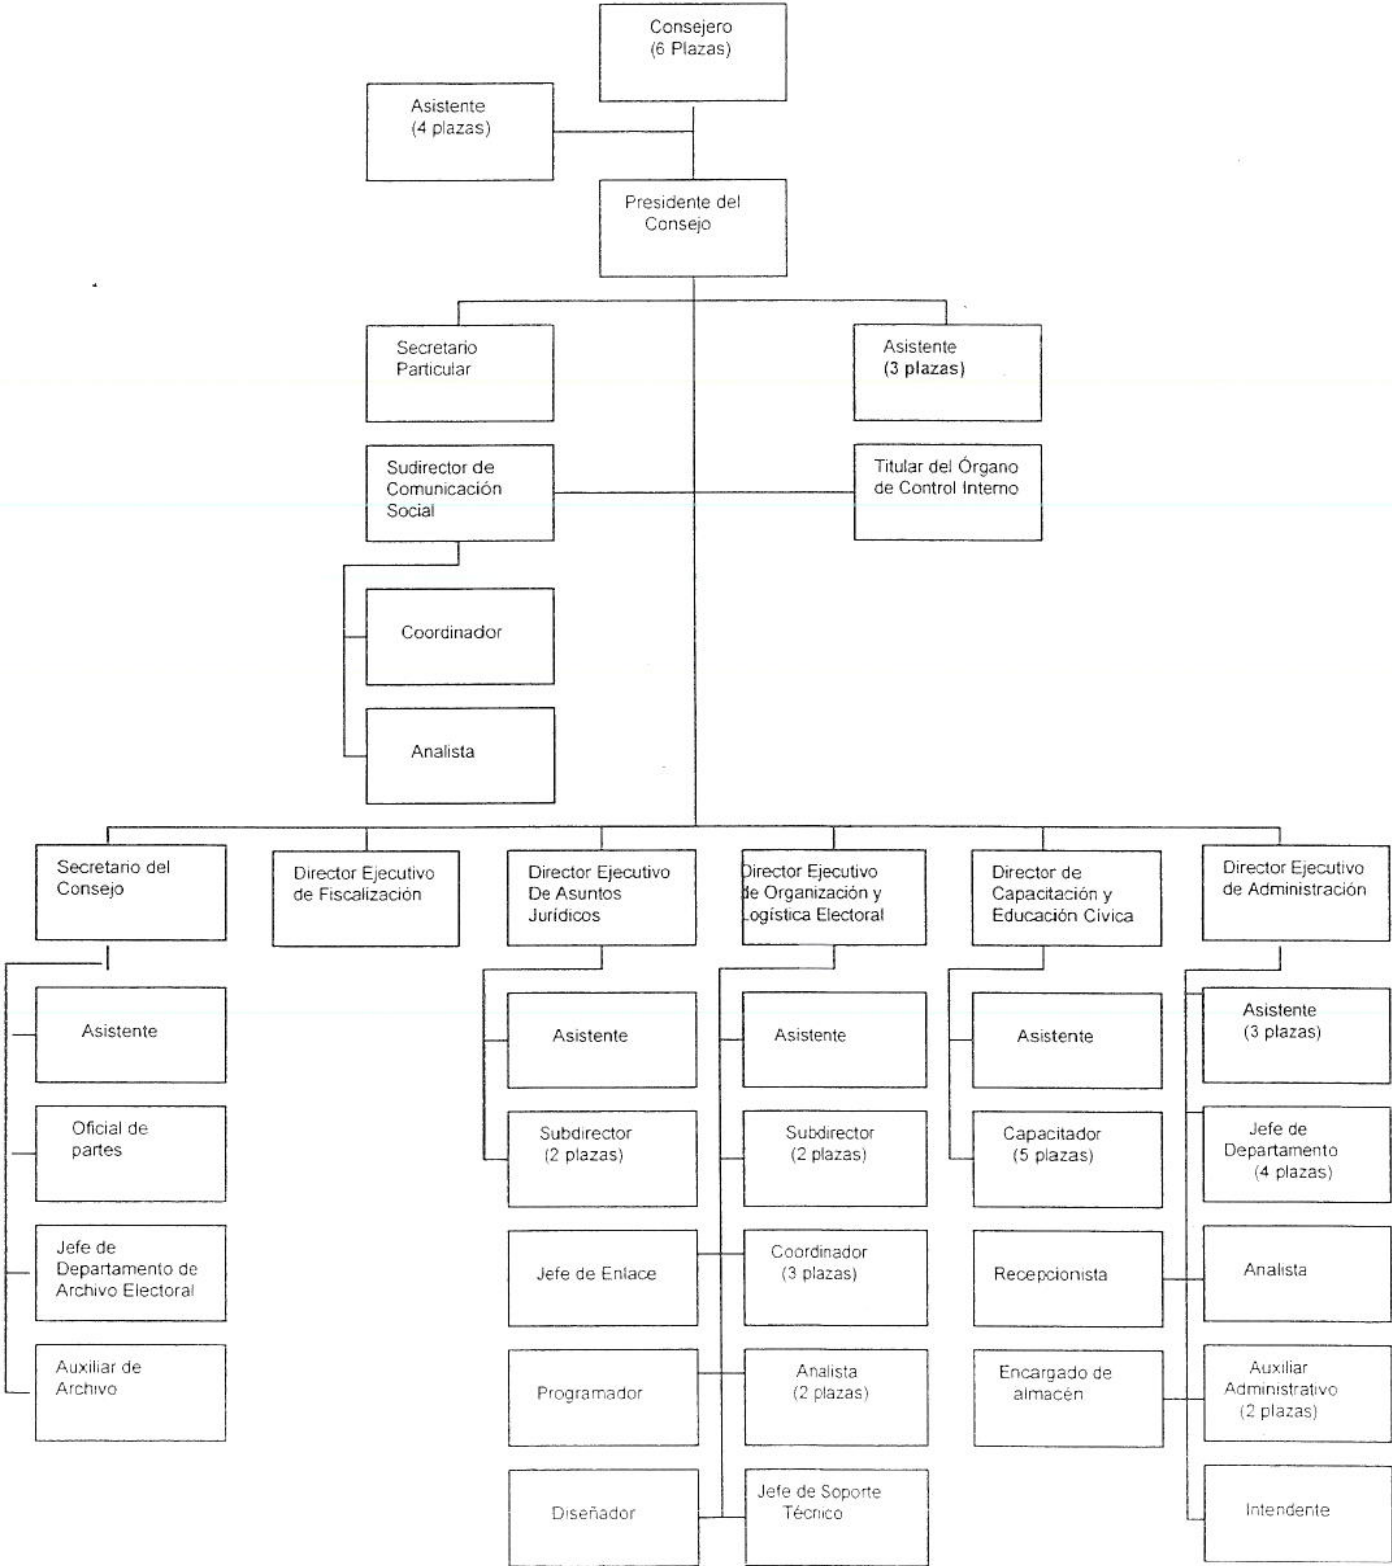 Consejero
(6 Plazas)
Asistente
(4 plazas)
Presidente del
Consejo
Secretario
Particular
Asistente
(3 plazas)
Sudirector de
Comunicación
Social
Titular del Órgano
de Control Interno
Coordinador
Analista
Secretario del
Consejo
Director Ejecutivo
de Fiscalización
Director Ejecutivo
De Asuntos
Jurídicos
Director Ejecutivo
de Organización y
Logística Electoral
Director de
Capacitación y
Educación Cívica
Director Ejecutivo
de Administración
Asistente
Oficial de
partes
Jefe de
Departamento de
Archivo Electoral
Auxiliar de
Archivo
Asistente
Subdirector
(2 plazas)
Jefe de Enlace
Programador
Diseñador
Asistente
Subdirector
(2 plazas)
Coordinador
(3 plazas)
Analista
(2 plazas)
Jefe de Soporte
Técnico
Asistente
Capacitador
(5 plazas)
Recepcionista
Encargado de
almacén
Asistente
(3 plazas)
Jefe de
Departamento
(4 plazas)
Analista
Auxiliar
Administrativo
(2 plazas)
Intendente